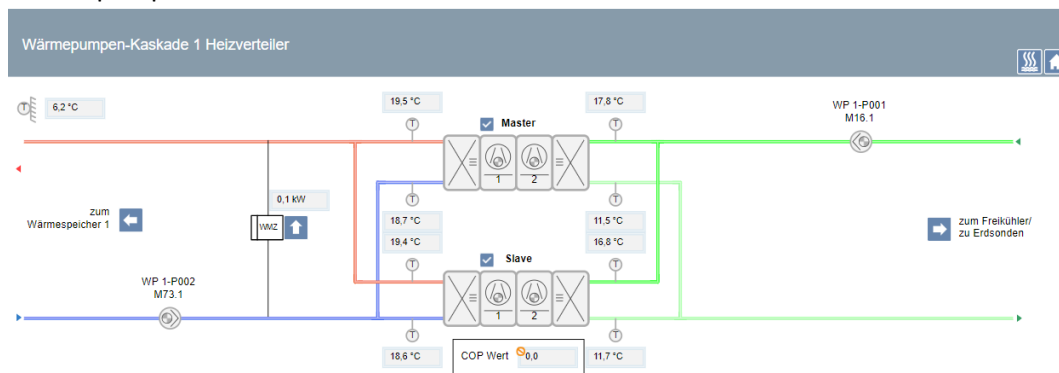 Wärmepumpen-Kaskade 1 Heizverteiler
T
6,2 °C
19,5 °C
17,8 °C
WP 1-P001
M16.1
T
Master
T
1
2
0,1 kW
T
T
zum
Wärmespeicher 1
WMZ
18,7 °C
11,5 °C
zum Freikühler/
zu Erdsonden
19,4 °C
16,8 °C
T
Slave
T
WP 1-P002
M73.1
1
2
T
T
18,6 °C
COP Wert
0,0
11,7 °C